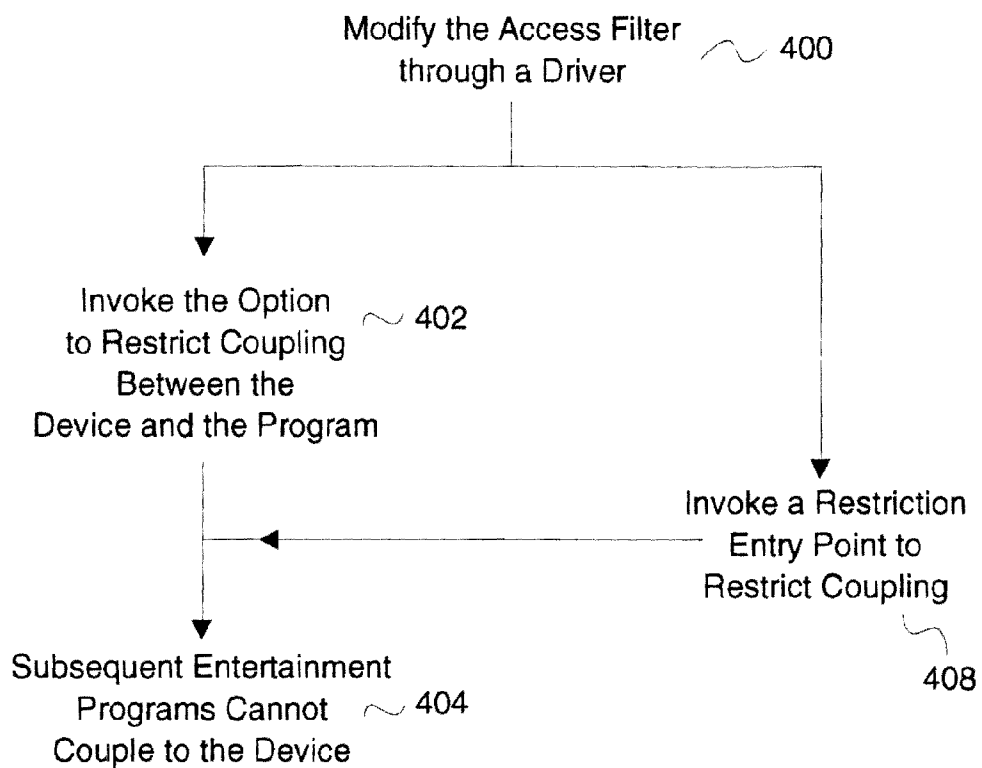 Modify the Access Filter
through a Driver
400
Invoke the Option
to Restrict Coupling
Between the
Device and the Program
402
Invoke a Restriction
Entry Point to
Restrict Coupling
408
Subsequent Entertainment
Programs Cannot
Couple to the Device
404